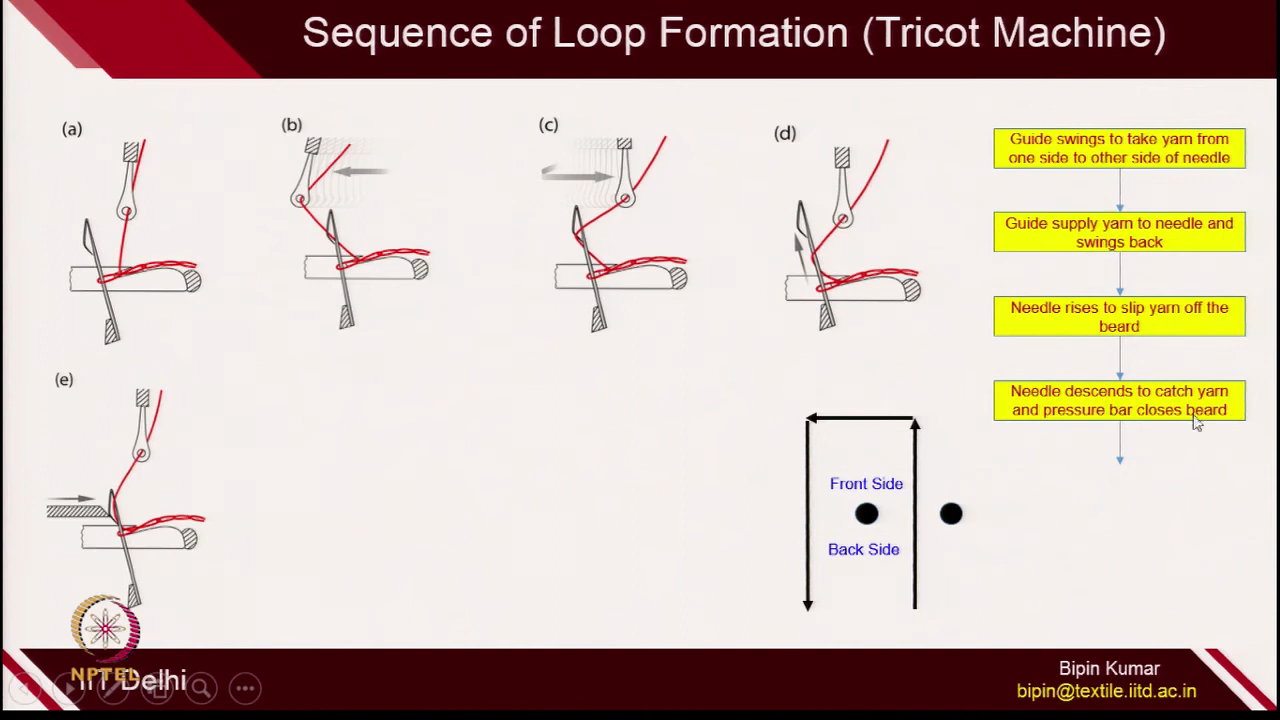 Sequence of Loop Formation (Tricot Machine)
(a)
(b)
(c)
(d)
(e)
Guide swings to take yarn from
one side to other side of needle
Guide supply yarn to needle and
swings back
Needle rises to slip yarn off the
beard
Needle descends to catch yarn
and pressure bar closes beard
Front Side
Back Side
NPTEL
IIT Delhi
Bipin Kumar
bipin@textile.iitd.ac.in